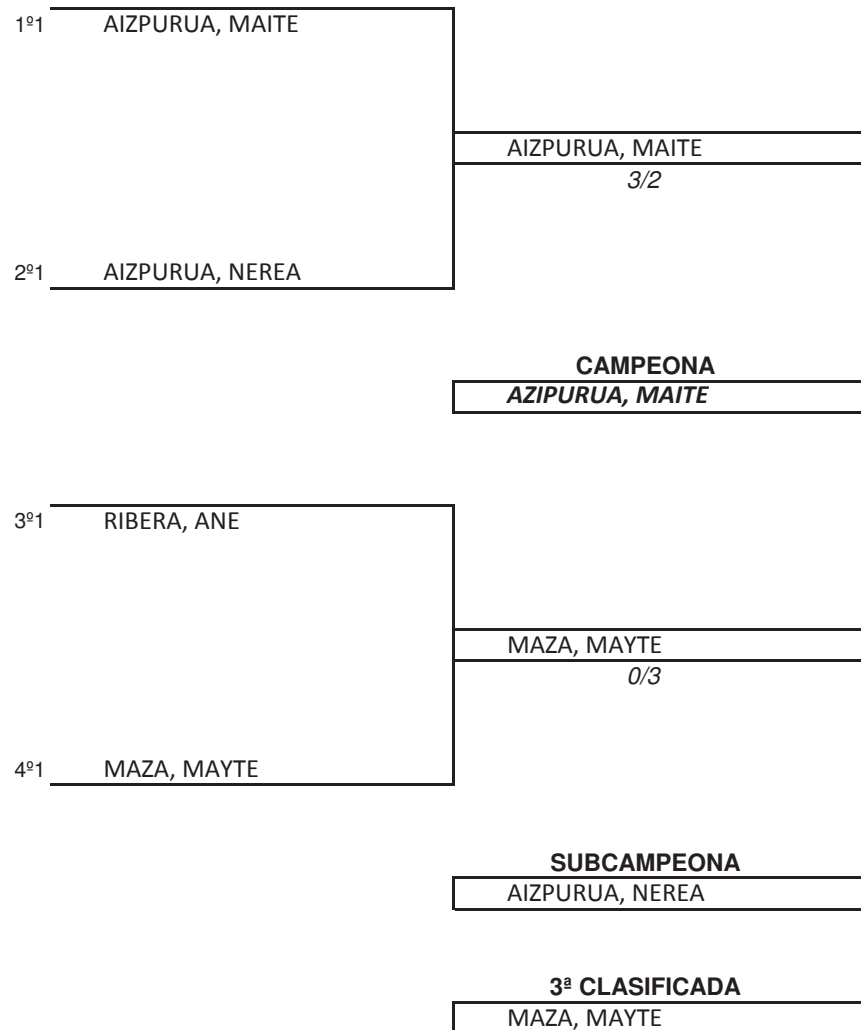 1º1 AIZPURUA, MAITE
AIZPURUA, MAITE
3/2
2º1 AIZPURUA, NEREA
CAMPEONA
AZIPURUA, MAITE
3º1 RIBERA, ANE
MAZA, MAYTE
0/3
4º1 MAZA, MAYTE
SUBCAMPEONA
AIZPURUA, NEREA
3ª CLASIFICADA
MAZA, MAYTE